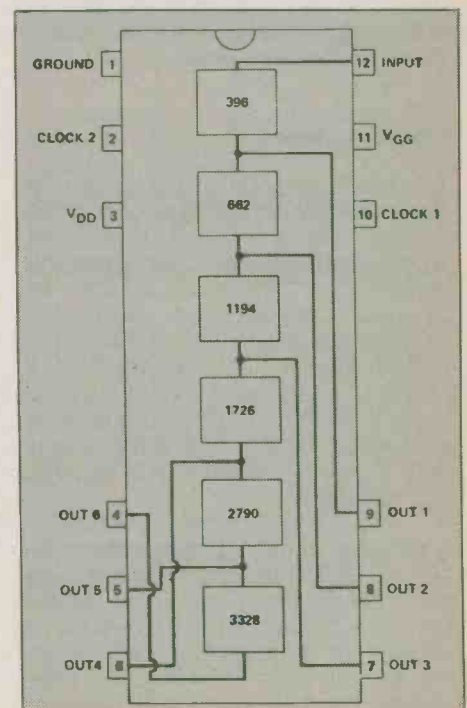 GROUND 1
12 INPUT
396
CLOCK 2 2
11 VGG
662
VDD 3
10 CLOCK 1
1194
1726
OUT 6 4
2790
9 OUT 1
OUT 5 5
8 OUT 2
3328
OUT4 6
7 OUT 3